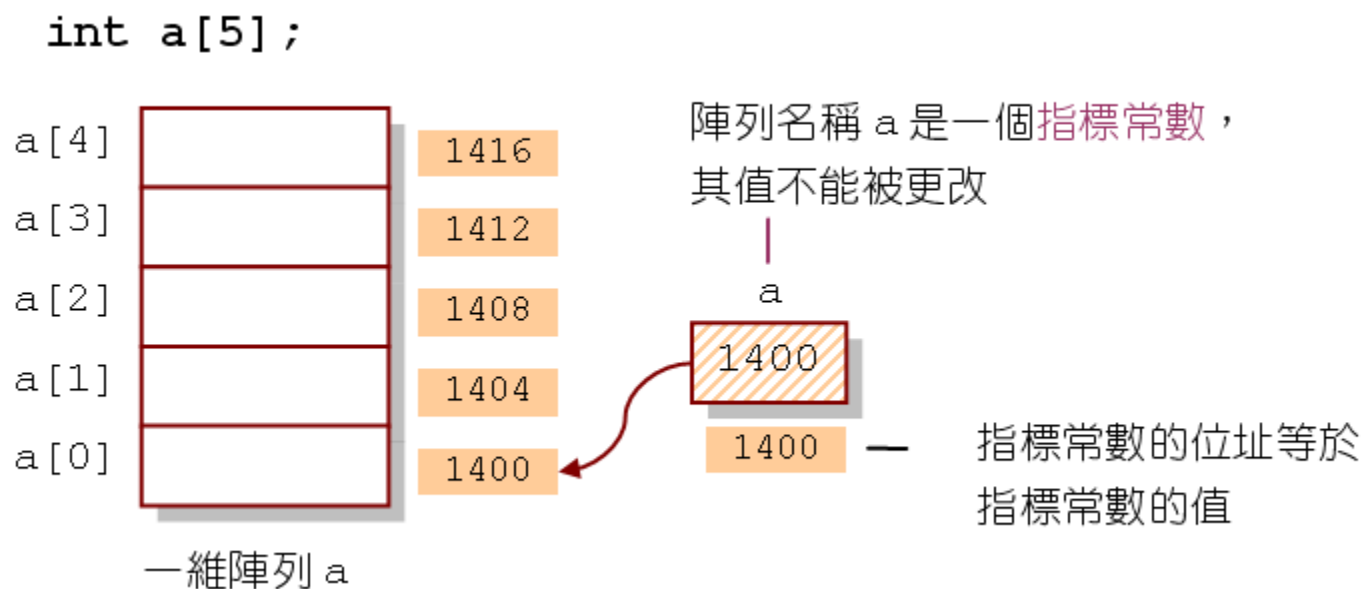 int a[5];
a[4]
1416
a[3]
1412
a[2]
1408
a[1]
1404
a[0]
1400
一維陣列 a
陣列名稱 a 是一個指標常數，
其值不能被更改
a
1400
1400
指標常數的位址等於
指標常數的值